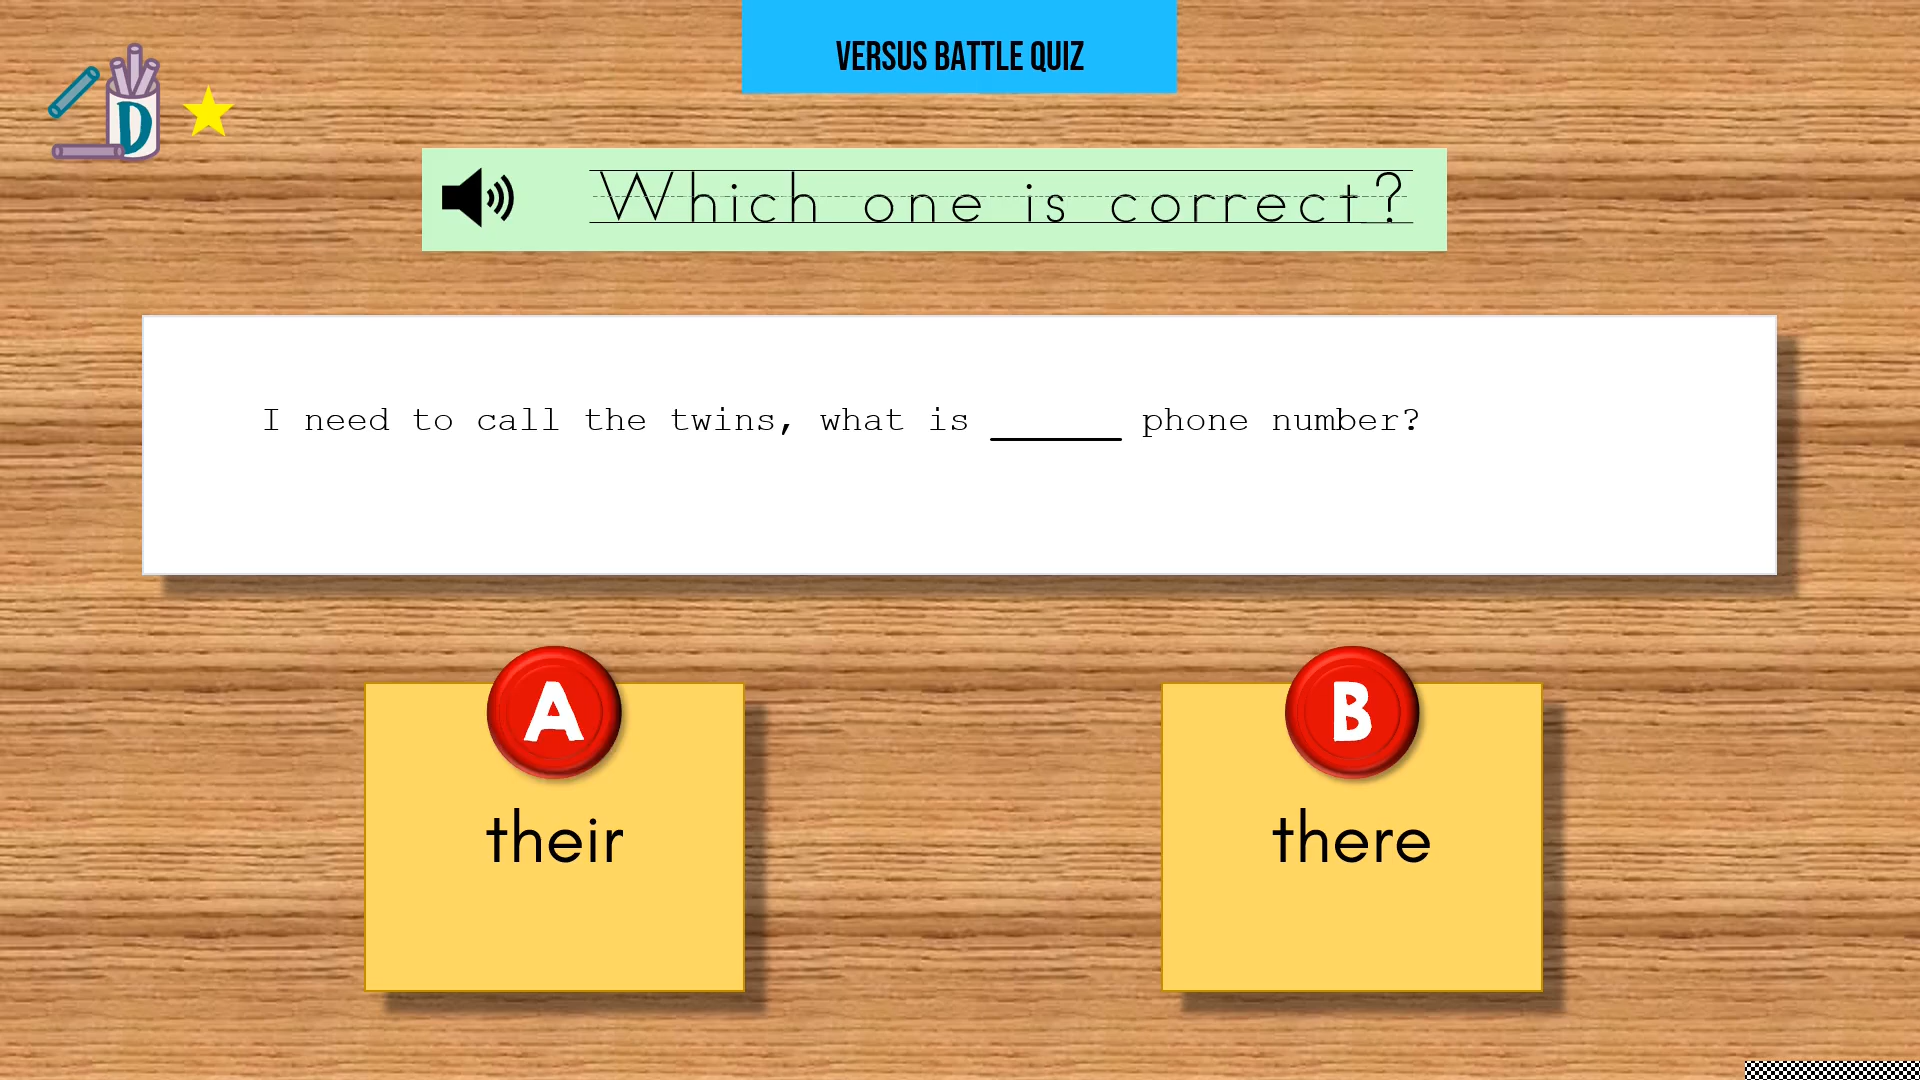 VERSUS BATTLE QUIZ
D
Which one is correct?
I need to call the twins, what is ______ phone number?
A
B
their
there